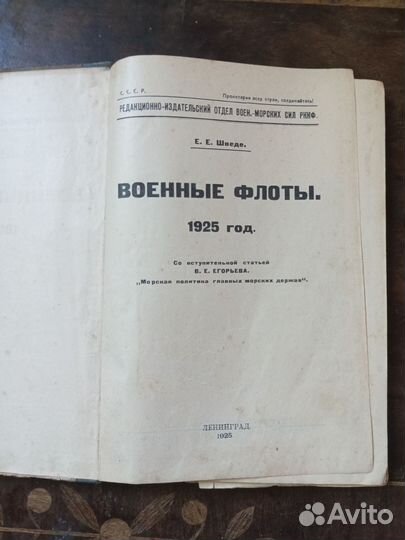 С. С. С. Р. Пролетарии всех стран, соединяйтесь!
РЕДАКЦИОННО-ИЗДАТЕЛЬСКИЙ ОТДЕЛ ВОЕН.-МОРСКИХ СИЛ РККФ.
Е. Е. Шведе.
ВОЕННЫЕ ФЛОТЫ.
1925 год.
Со вступительной статьей
В. Е. ЕГОРЬЕВА.
„Морская политика главных морских держав".
ЛЕНИНГРАД.
1925
Avito